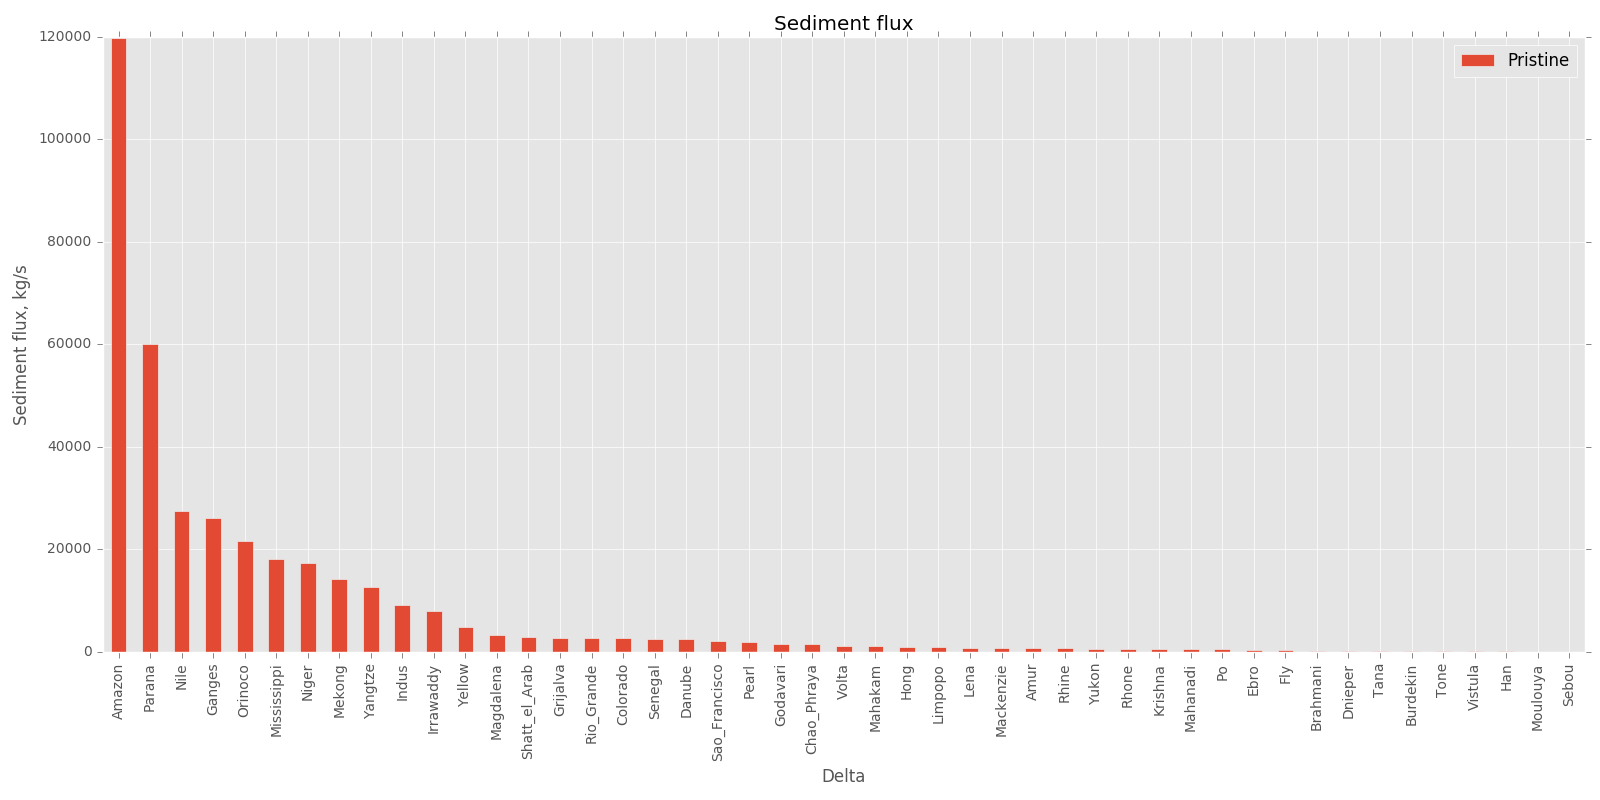 Sediment flux
Pristine
120000
100000
80000
60000
40000
20000
0
Sediment flux, kg/s
Amazon
Parana
Nile
Ganges
Orinoco
Mississippi
Niger
Mekong
Yangtze
Indus
Irrawaddy
Yellow
Magdalena
Shatt_el_Arab
Grijalva
Rio_Grande
Colorado
Senegal
Danube
Sao_Francisco
Pearl
Godavari
Chao_Phraya
Volta
Mahakam
Hong
Limpopo
Lena
Mackenzie
Amur
Rhine
Yukon
Rhone
Krishna
Mahanadi
Po
Ebro
Fly
Brahmani
Dnieper
Tana
Burdekin
Tone
Vistula
Han
Moulouya
Sebou
Delta